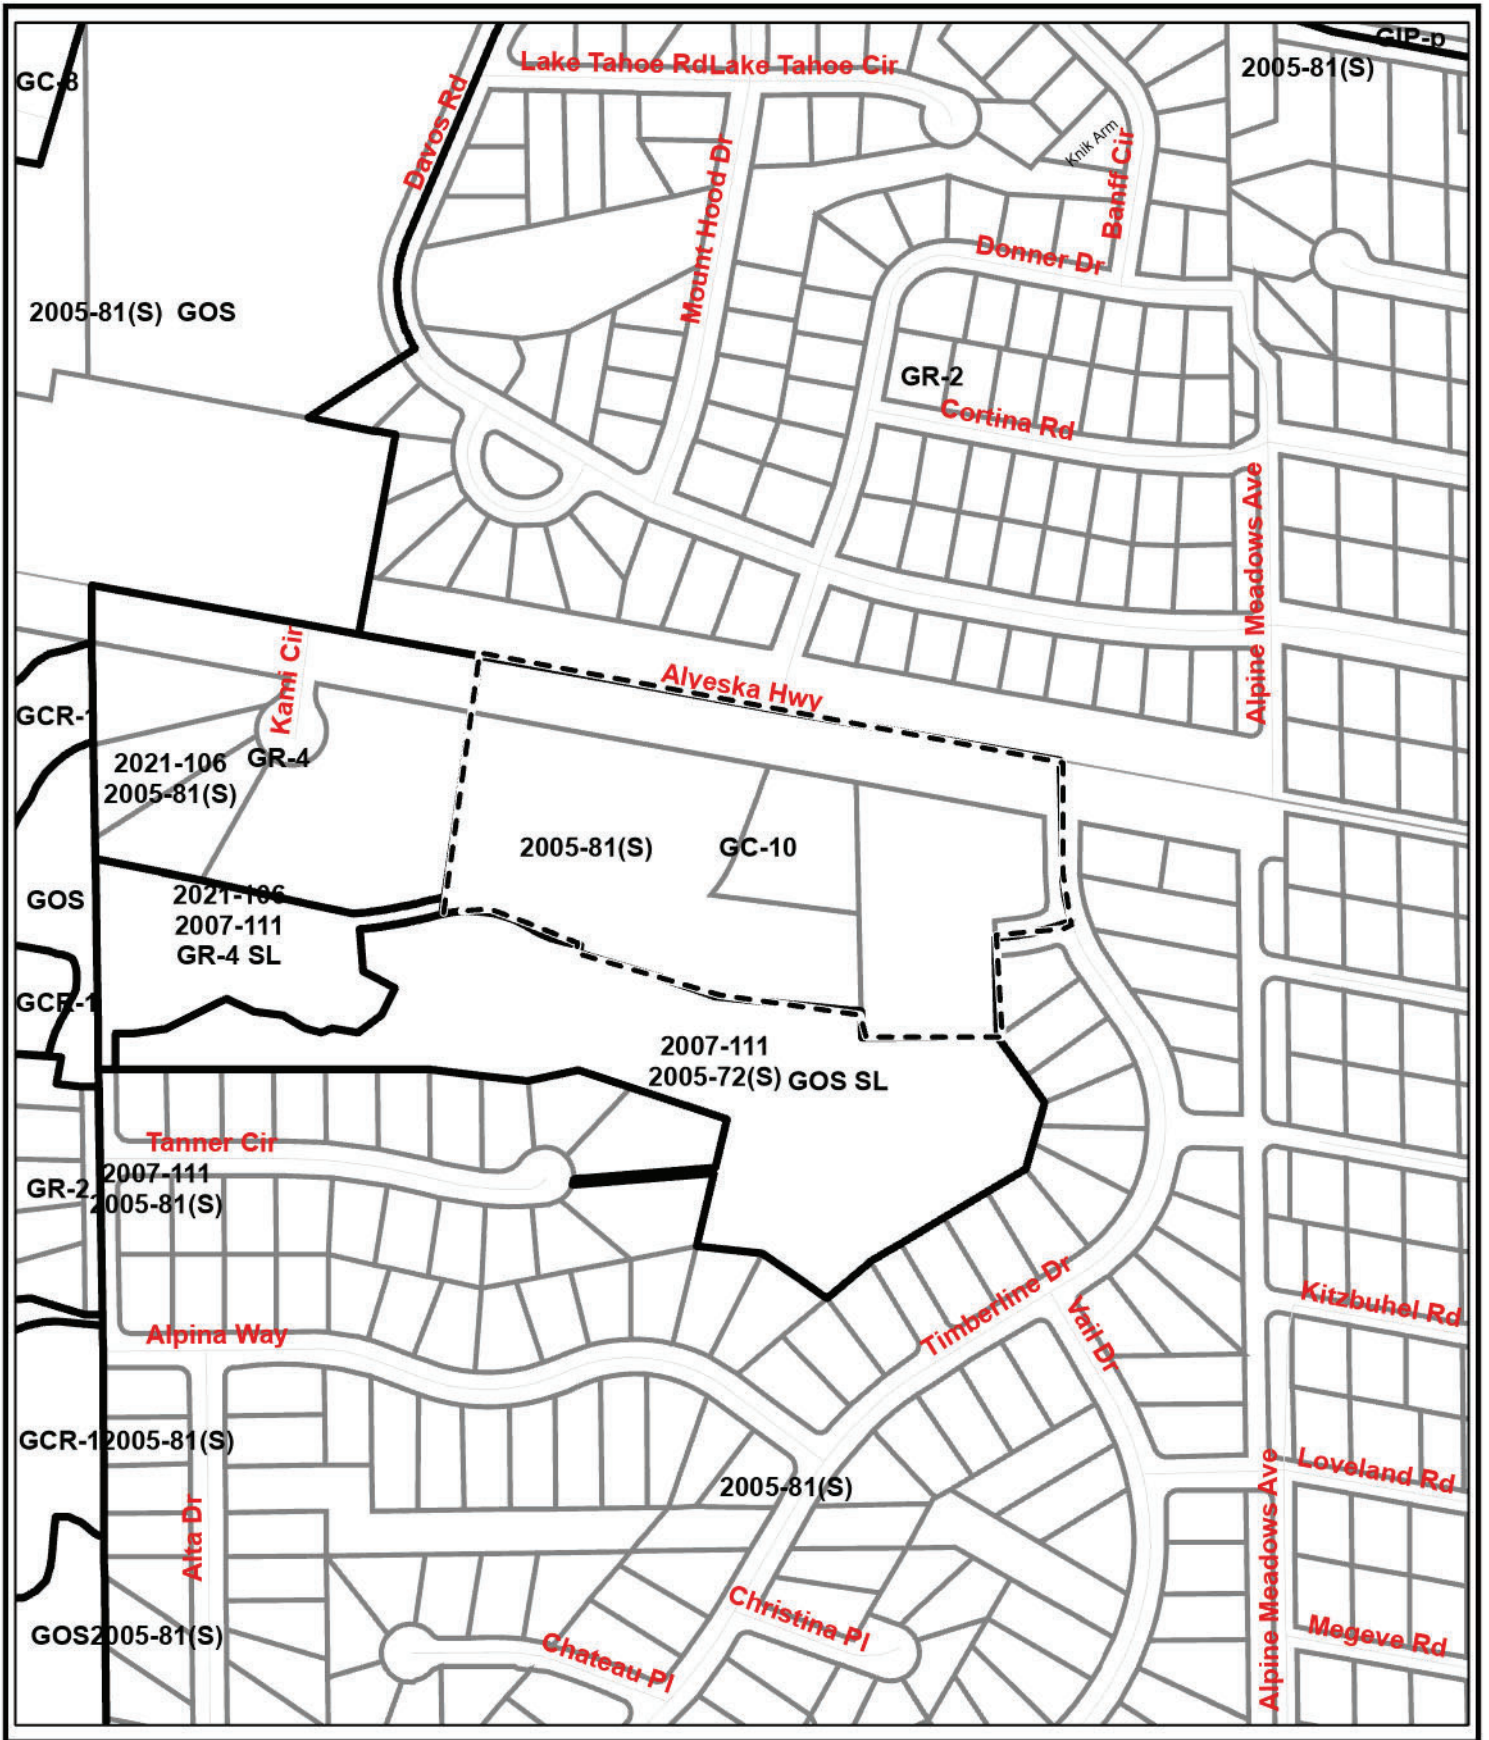 GIP-p
2005-81(S)
GC-8
Lake Tahoe Rd
Lake Tahoe Cir
Davos Rd
Knik Arm
Banff Cir
Mount Hood Dr
Donner Dr
2005-81(S) GOS
GR-2
Cortina Rd
Alpine Meadows Ave
Kami Cir
Alyeska Hwy
GCR-1
2021-106
2005-81(S)
GR-4
2005-81(S)
GC-10
GOS
2021-106
2007-111
GR-4 SL
GCR-1
2007-111
2005-72(S) GOS SL
Tanner Cir
GR-2
2007-111
2005-81(S)
Timberline Dr
Vail Dr
Kitzbuhel Rd
Alpina Way
GCR-1
2005-81(S)
2005-81(S)
Loveland Rd
Alta Dr
Alpine Meadows Ave
Christina Pl
GOS
2005-81(S)
Chateau Pl
Megeve Rd